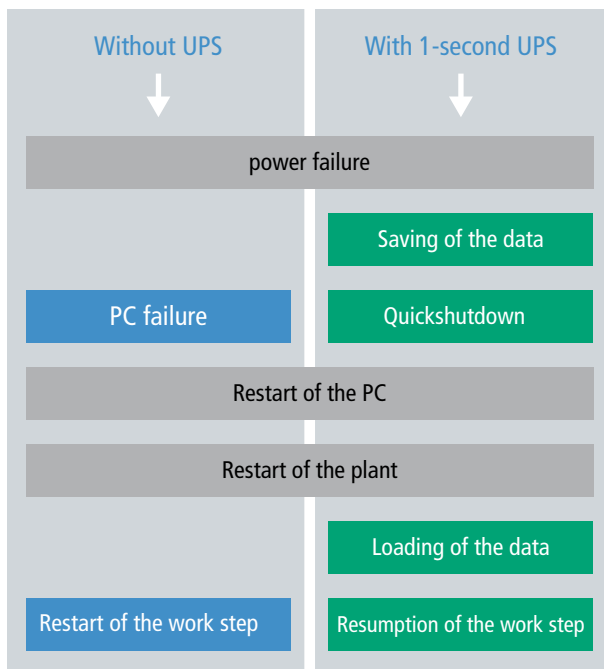 Without UPS
With 1-second UPS
power failure
Saving of the data
PC failure
Quickshutdown
Restart of the PC
Restart of the plant
Loading of the data
Restart of the work step
Resumption of the work step